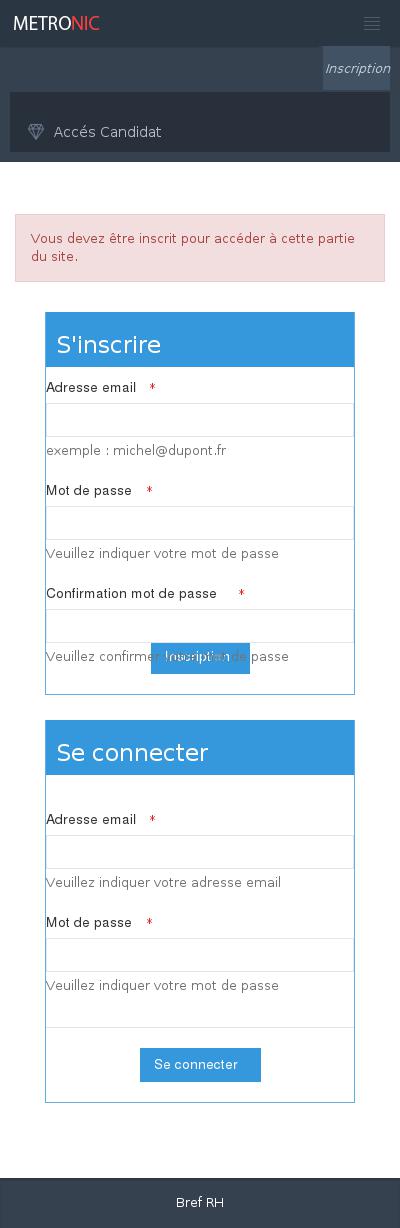 METRONIC
Inscription
Accés Candidat
Vous devez être inscrit pour accéder à cette partie
du site.
S'inscrire
Adresse email *
exemple : michel@dupont.fr
Mot de passe *
Veuillez indiquer votre mot de passe
Confirmation mot de passe *
Veuillez confirmer votre mot de passe
Inscription
Se connecter
Adresse email *
Veuillez indiquer votre adresse email
Mot de passe *
Veuillez indiquer votre mot de passe
Se connecter
Bref RH